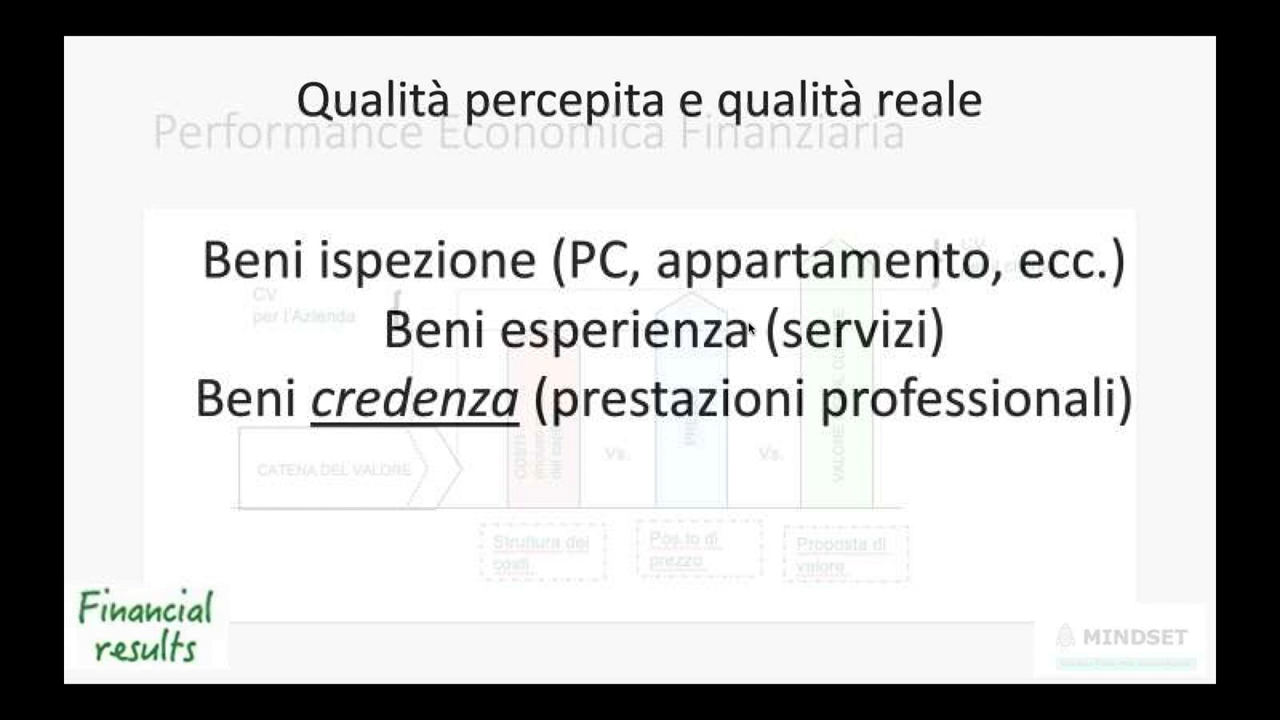 Qualità percepita e qualità reale
Performance Economica Finanziaria
Beni ispezione (PC, appartamento, ecc.)
CV
CV
per l'Azienda
Beni esperienza (servizi)
Beni credenza (prestazioni professionali)
CATENA DEL VALORE
Vs.
Vs.
Struttura dei
costi
Pos.to di
prezzo
Proposta di
valore
Financial
results
MINDSET